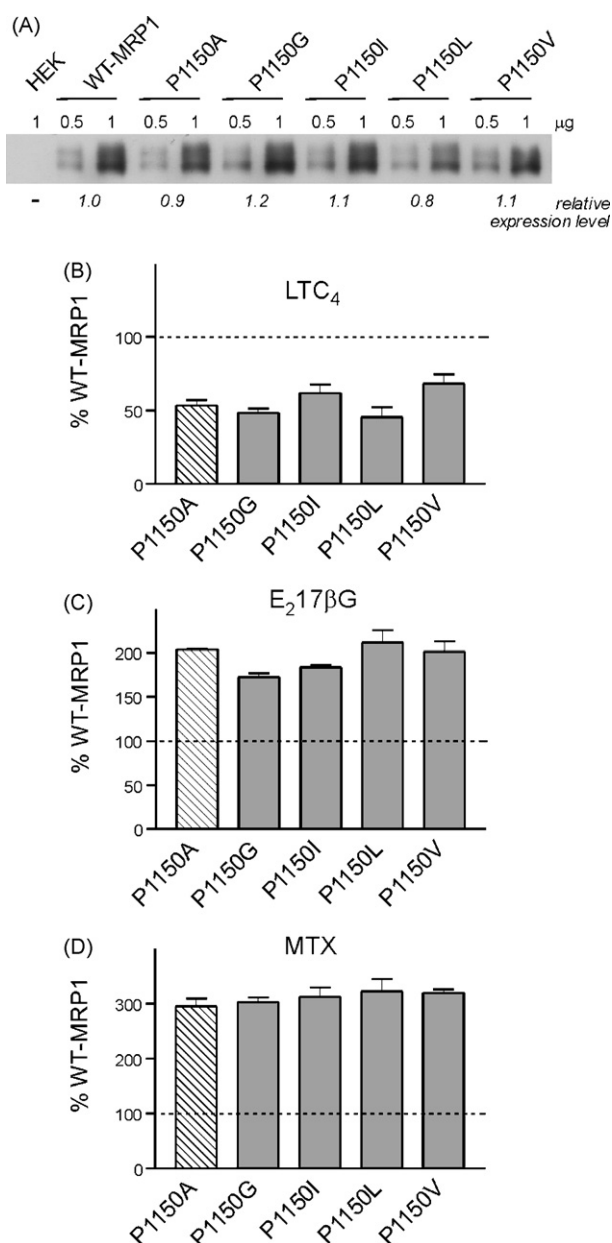 (A)
HEK WT-MRP1 P1150A P1150G P1150I P1150L P1150V
1 0.5 1 0.5 1 0.5 1 0.5 1 0.5 1 0.5 1 μg
- 1.0 0.9 1.2 1.1 0.8 1.1 relative
expression level
(B)
LTC₄
% WT-MRP1
100
50
0
P1150A P1150G P1150I P1150L P1150V
(C)
E₂17βG
% WT-MRP1
200
150
100
50
0
P1150A P1150G P1150I P1150L P1150V
(D)
MTX
% WT-MRP1
300
200
100
0
P1150A P1150G P1150I P1150L P1150V